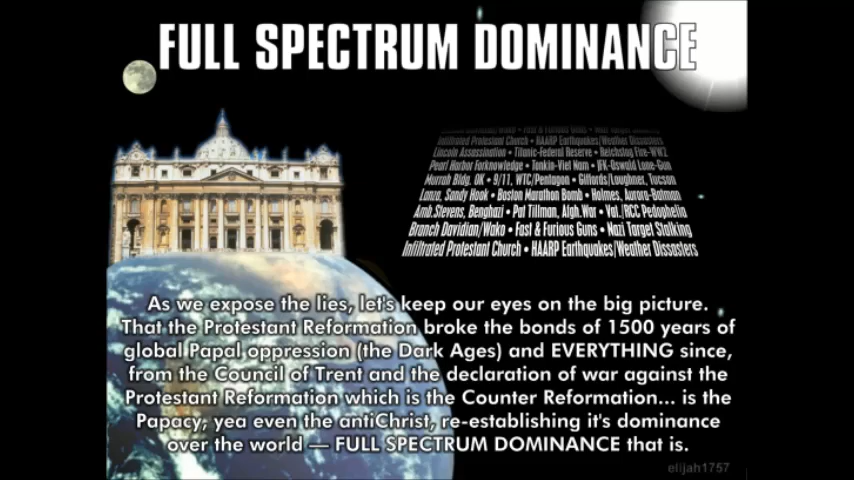 FULL SPECTRUM DOMINANCE
Infiltrated Protestant Church • HAARP Earthquakes/Weather Dissasters
Lincoln Assassination • Titanic-Federal Reserve • Reichstag Fire-WW2
Pearl Harbor Forknowledge • Tonkin-Viet Nam • JFK-Oswald Lone-Gun
Murrah Bldg. OK • 9/11, WTC/Pentagon • Giffords/Loughner, Tucson
Lanza, Sandy Hook • Boston Marathon Bomb • Holmes, Aurora-Batman
Amb.Stevens, Benghazi • Pat Tillman, Afgh.War • Vat./RCC Pedophelia
Branch Davidian/Wako • Fast & Furious Guns • Nazi Target Stalking
Infiltrated Protestant Church • HAARP Earthquakes/Weather Dissasters
As we expose the lies, let's keep our eyes on the big picture.
That the Protestant Reformation broke the bonds of 1500 years of
global Papal oppression (the Dark Ages) and EVERYTHING since,
from the Council of Trent and the declaration of war against the
Protestant Reformation which is the Counter Reformation... is the
Papacy; yea even the antiChrist, re-establishing it's dominance
over the world — FULL SPECTRUM DOMINANCE that is.
elijah1757